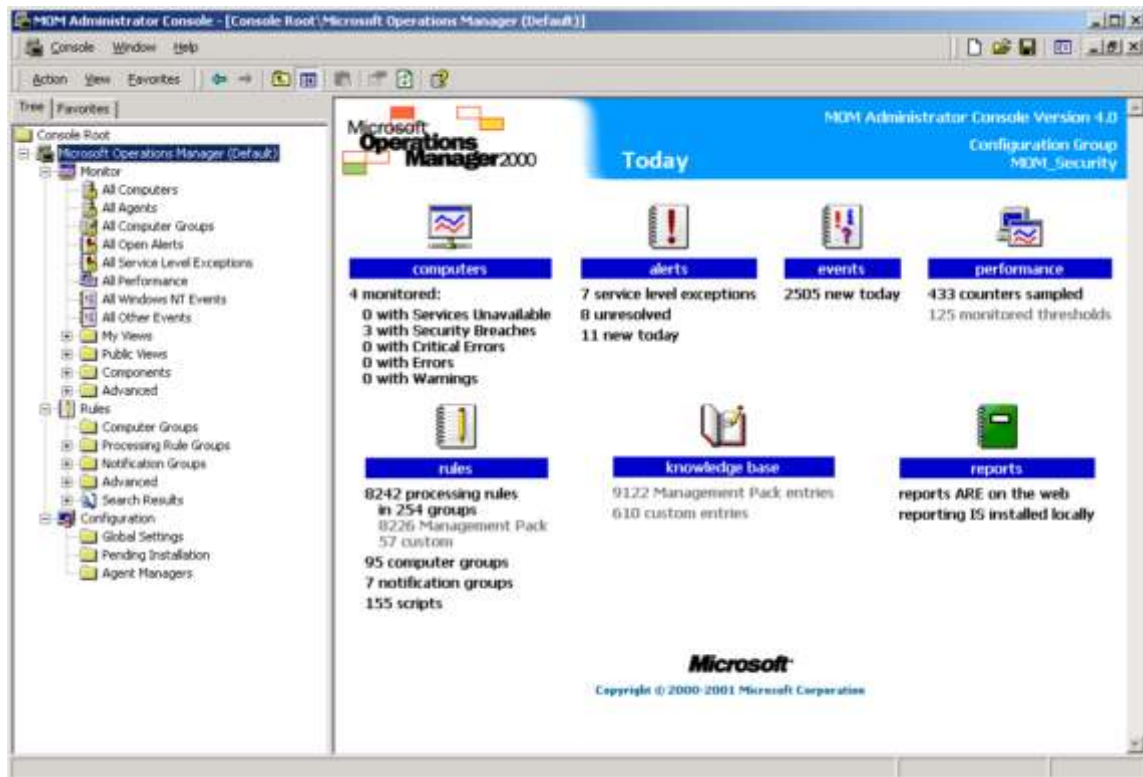 MOM Administrator Console - [Console Root\Microsoft Operations Manager (Default)]
Console Window Help
Action View Favorites
Tree Favorites
Console Root
Microsoft Operations Manager (Default)
Monitor
All Computers
All Agents
All Computer Groups
All Open Alerts
All Service Level Exceptions
All Performance
All Windows NT Events
All Other Events
My Views
Public Views
Components
Advanced
Rules
Computer Groups
Processing Rule Groups
Notification Groups
Advanced
Search Results
Configuration
Global Settings
Pending Installation
Agent Managers
Microsoft
Operations
Manager2000
Today
MOM Administrator Console Version 4.0
Configuration Group
MOM_Security
computers
4 monitored:
0 with Services Unavailable
3 with Security Breaches
0 with Critical Errors
0 with Errors
0 with Warnings
alerts
7 service level exceptions
8 unresolved
11 new today
events
2505 new today
performance
433 counters sampled
125 monitored thresholds
rules
8242 processing rules
in 254 groups
8226 Management Pack
57 custom
95 computer groups
7 notification groups
155 scripts
knowledge base
9122 Management Pack entries
610 custom entries
reports
reports ARE on the web
reporting IS installed locally
Microsoft
Copyright © 2000-2001 Microsoft Corporation